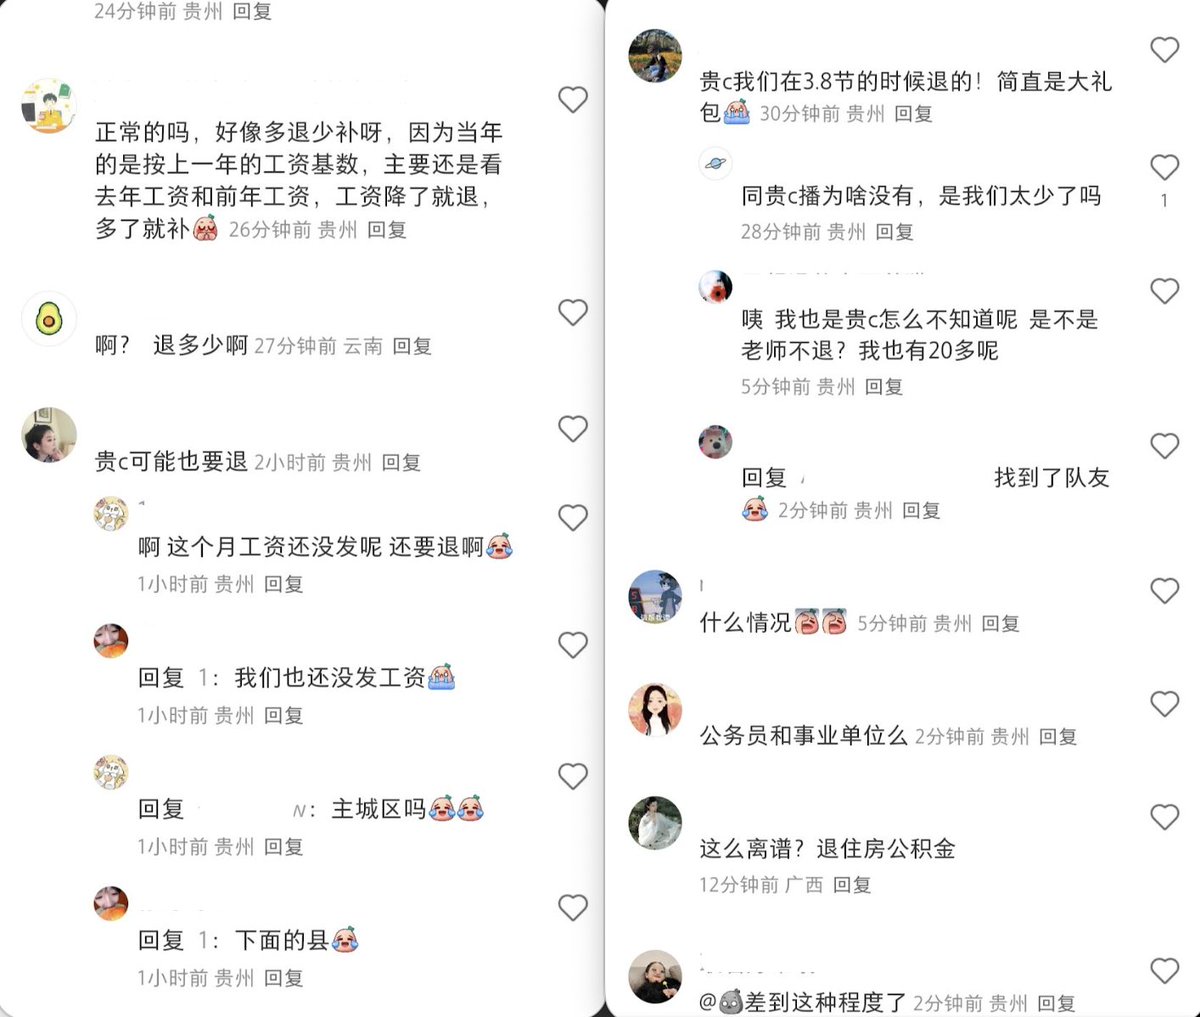 24分钟前 贵州 回复
正常的吗，好像多退少补呀，因为当年
的是按上一年的工资基数，主要还是看
去年工资和前年工资，工资降了就退，
多了就补 26分钟前 贵州 回复
啊？ 退多少啊 27分钟前 云南 回复
贵c可能也要退 2小时前 贵州 回复
啊 这个月工资还没发呢 还要退啊
1小时前 贵州 回复
回复 1：我们也还没发工资
1小时前 贵州 回复
回复 N：主城区吗
1小时前 贵州 回复
回复 1：下面的县
1小时前 贵州 回复
贵c我们在3.8节的时候退的！简直是大礼
包 30分钟前 贵州 回复
同贵c播为啥没有，是我们太少了吗
1
28分钟前 贵州 回复
咦 我也是贵c怎么不知道呢 是不是
老师不退？我也有20多呢
5分钟前 贵州 回复
回复 找到了队友
2分钟前 贵州 回复
什么情况 5分钟前 贵州 回复
公务员和事业单位么 2分钟前 贵州 回复
这么离谱？退住房公积金
12分钟前 广西 回复
@差到这种程度了 2分钟前 贵州 回复